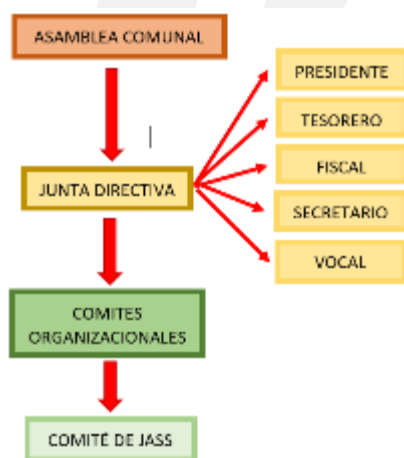 ASAMBLEA COMUNAL
PRESIDENTE
TESORERO
FISCAL
JUNTA DIRECTIVA
SECRETARIO
VOCAL
COMITES
ORGANIZACIONALES
COMITÉ DE JASS